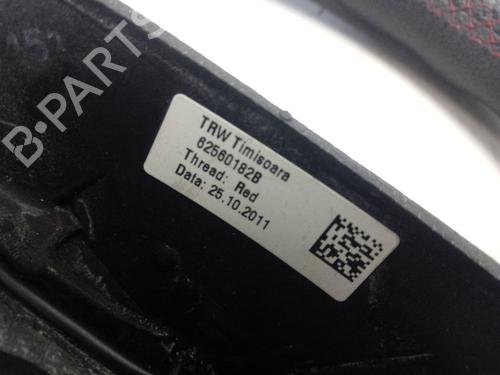 TRW Timisoara
62560182B
Thread: Red
Data: 25.10.2011
B-PARTS